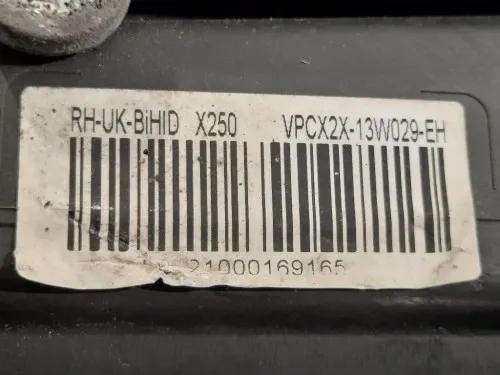 RH-UK-BiHID X250 VPCX2X-13W029-EH
21000169165